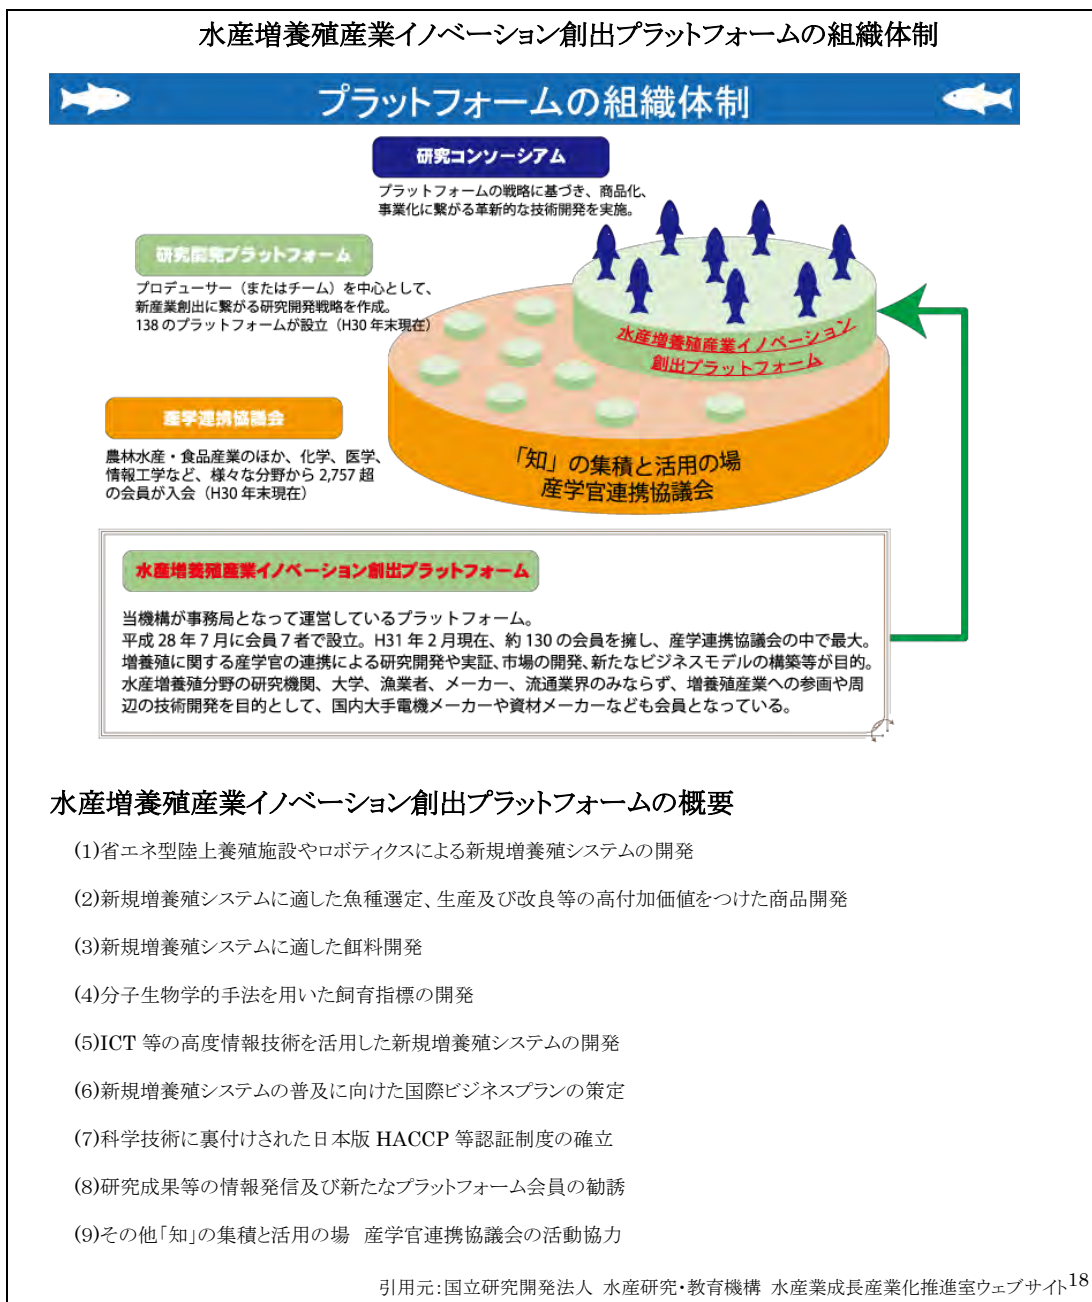 水産増養殖産業イノベーション創出プラットフォームの組織体制
プラットフォームの組織体制
研究コンソーシアム
プラットフォームの戦略に基づき、商品化、
事業化に繋がる革新的な技術開発を実施。
研究開発プラットフォーム
プロデューサー（またはチーム）を中心として、
新産業創出に繋がる研究開発戦略を作成。
138 のプラットフォームが設立（H30 年末現在）
水産増養殖産業イノベーション
創出プラットフォーム
産学連携協議会
農林水産・食品産業のほか、化学、医学、
情報工学など、様々な分野から 2,757 超
の会員が入会（H30 年末現在）
「知」の集積と活用の場
産学官連携協議会
水産増養殖産業イノベーション創出プラットフォーム
当機構が事務局となって運営しているプラットフォーム。
平成 28 年 7 月に会員 7 者で設立。H31 年 2 月現在、約 130 の会員を擁し、産学連携協議会の中で最大。
増養殖に関する産学官の連携による研究開発や実証、市場の開発、新たなビジネスモデルの構築等が目的。
水産増養殖分野の研究機関、大学、漁業者、メーカー、流通業界のみならず、増養殖産業への参画や周
辺の技術開発を目的として、国内大手電機メーカーや資材メーカーなども会員となっている。
水産増養殖産業イノベーション創出プラットフォームの概要
(1)省エネ型陸上養殖施設やロボティクスによる新規増養殖システムの開発
(2)新規増養殖システムに適した魚種選定、生産及び改良等の高付加価値をつけた商品開発
(3)新規増養殖システムに適した餌料開発
(4)分子生物学的手法を用いた飼育指標の開発
(5)ICT 等の高度情報技術を活用した新規増養殖システムの開発
(6)新規増養殖システムの普及に向けた国際ビジネスプランの策定
(7)科学技術に裏付けされた日本版 HACCP 等認証制度の確立
(8)研究成果等の情報発信及び新たなプラットフォーム会員の勧誘
(9)その他「知」の集積と活用の場　産学官連携協議会の活動協力
引用元：国立研究開発法人 水産研究・教育機構 水産業成長産業化推進室ウェブサイト18